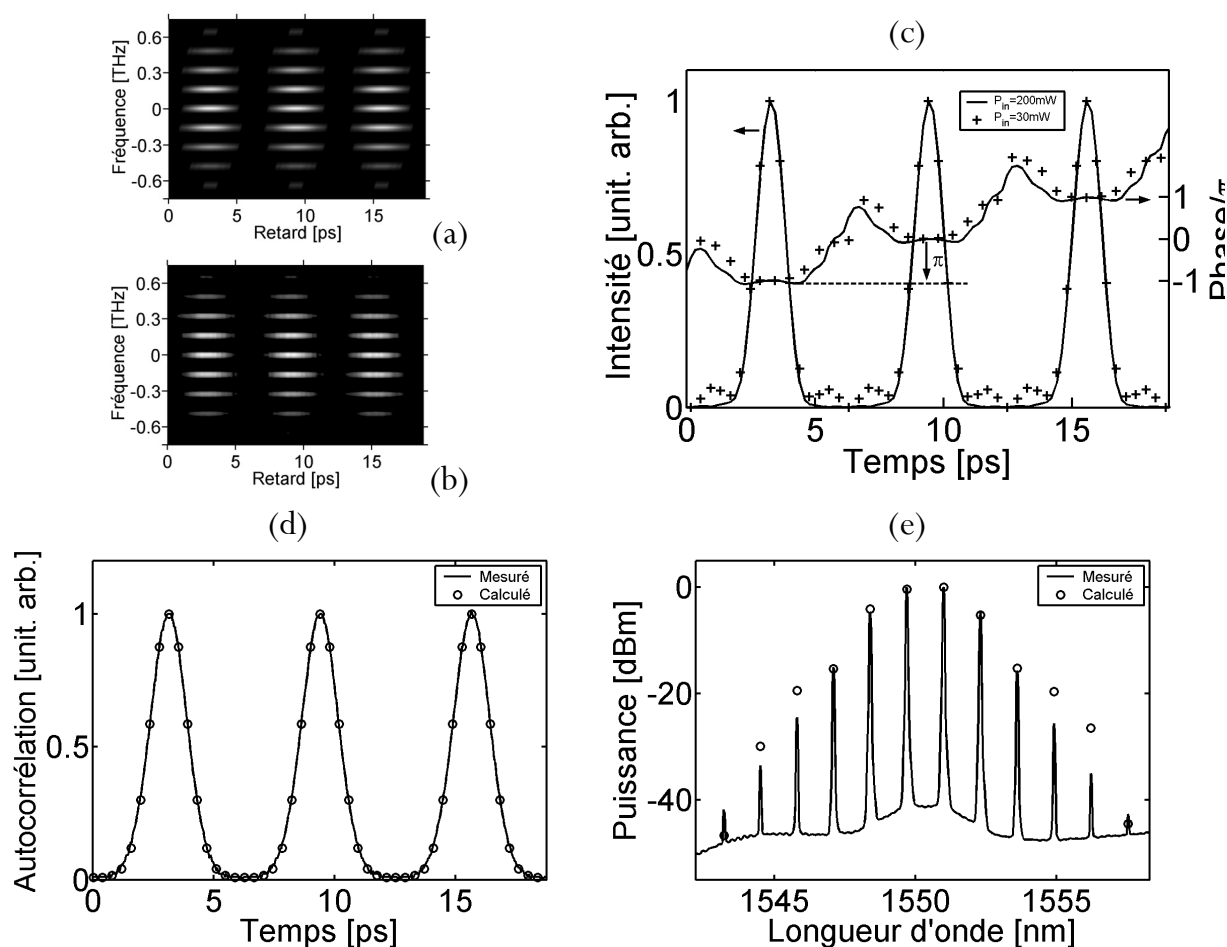 0.6
0.3
0
-0.3
-0.6
Fréquence [THz]
0 5 10 15
Retard [ps]
(a)
0.6
0.3
0
-0.3
-0.6
Fréquence [THz]
0 5 10 15
Retard [ps]
(b)
(c)
1
0.5
0
Intensité [unit. arb.]
P_in=200mW
P_in=30mW
π
1
0
-1
Phase/π
0 5 10 15
Temps [ps]
(d)
1
0.5
0
Autocorrélation [unit. arb.]
Mesuré
Calculé
0 5 10 15
Temps [ps]
(e)
0
-20
-40
Puissance [dBm]
Mesuré
Calculé
1545 1550 1555
Longueur d'onde [nm]